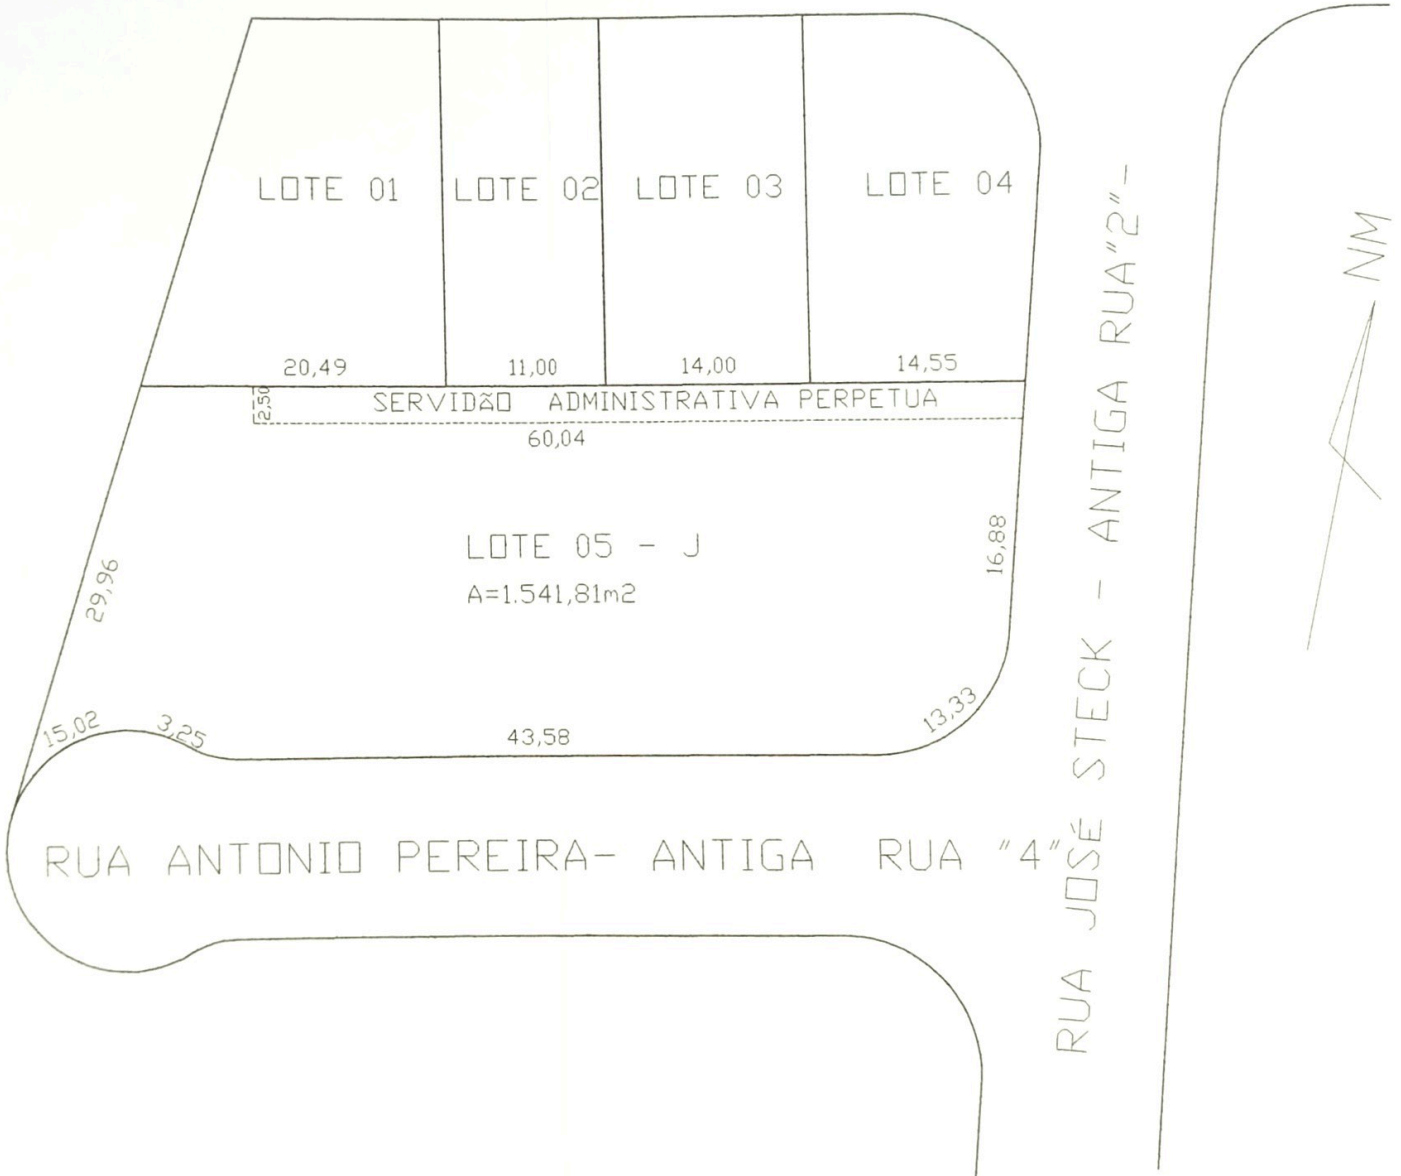 LOTE 01
LOTE 02
LOTE 03
LOTE 04
20,49
11,00
14,00
14,55
2,50
SERVIDÃO ADMINISTRATIVA PERPETUA
60,04
LOTE 05 - J
A=1.541,81m2
29,96
16,88
15,02
3,25
43,58
13,33
RUA ANTONIO PEREIRA- ANTIGA RUA "4"
RUA JOSÉ STECK - ANTIGA RUA"2"-
NM